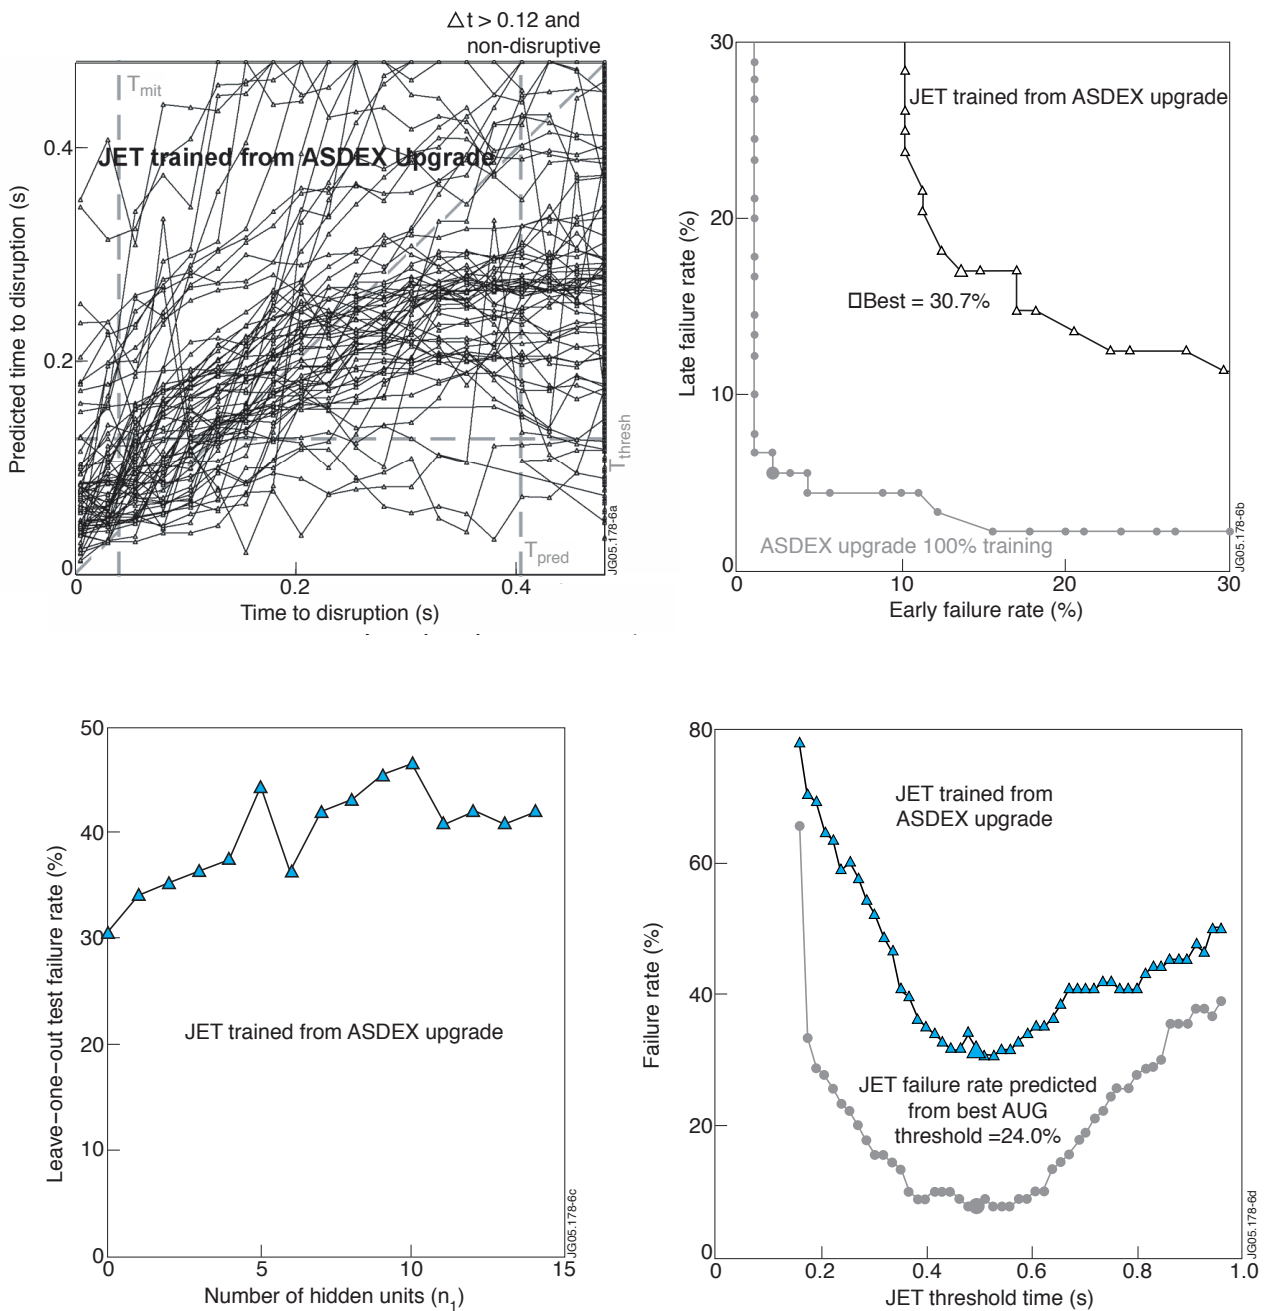 △t > 0.12 and
non-disruptive
T_mit
JET trained from ASDEX Upgrade
0.4
0.2
0
Predicted time to disruption (s)
T_thresh
T_pred
JG05.178-6a
0
0.2
0.4
Time to disruption (s)
30
20
10
0
Late failure rate (%)
JET trained from ASDEX upgrade
□Best = 30.7%
ASDEX upgrade 100% training
JG05.178-6b
0
10
20
30
Early failure rate (%)
50
40
30
20
10
0
Leave–one–out test failure rate (%)
JET trained from ASDEX upgrade
JG05.178-6c
0
5
10
15
Number of hidden units (n_1)
80
60
40
20
0
Failure rate (%)
JET trained from
ASDEX upgrade
JET failure rate predicted
from best AUG
threshold =24.0%
JG05.178-6d
0
0.2
0.4
0.6
0.8
1.0
JET threshold time (s)